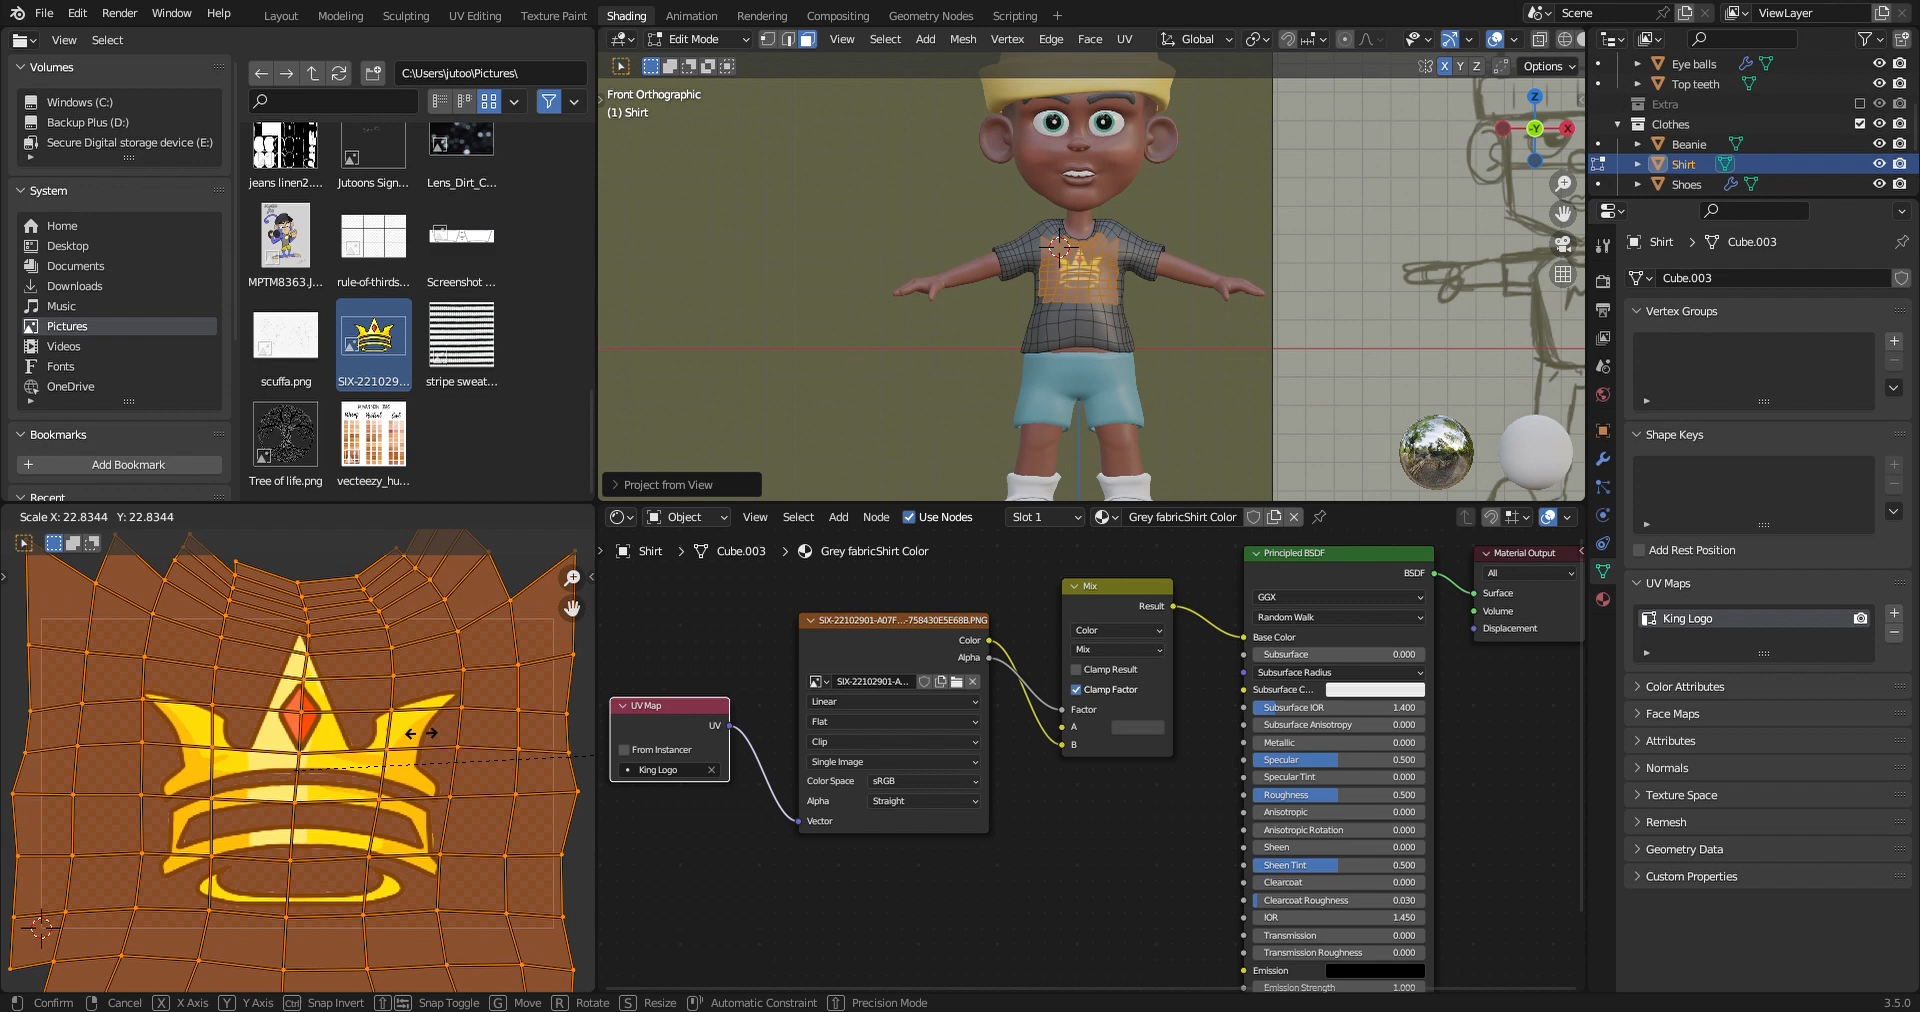 File Edit Render Window Help Layout Modeling Sculpting UV Editing Texture Paint Shading Animation Rendering Compositing Geometry Nodes Scripting + Scene ViewLayer
View Select
Volumes
Windows (C:)
Backup Plus (D:)
Secure Digital storage device (E:)
System
Home
Desktop
Documents
Downloads
Music
Pictures
Videos
Fonts
OneDrive
Bookmarks
Add Bookmark
Recent
C:\Users\jutoo\Pictures\
jeans linen2.... Jutoons Sign... Lens_Dirt_C...
MPTM8363.J... rule-of-thirds... Screenshot ...
scuffa.png SIX-221029... stripe sweat...
Tree of life.png vecteezy_hu...
Edit Mode View Select Add Mesh Vertex Edge Face UV Global
X Y Z Options
Front Orthographic
(1) Shirt
Z
-Y
X
Project from View
Eye balls
Top teeth
Extra
Clothes
Beanie
Shirt
Shoes
Shirt Cube.003
Cube.003
Vertex Groups
Shape Keys
Add Rest Position
UV Maps
King Logo
Color Attributes
Face Maps
Attributes
Normals
Texture Space
Remesh
Geometry Data
Custom Properties
Scale X: 22.8344 Y: 22.8344
Object View Select Add Node Use Nodes Slot 1 Grey fabricShirt Color
Shirt Cube.003 Grey fabricShirt Color
UV Map
UV
From Instancer
King Logo
SIX-22102901-A07F...-758430E5E68B.PNG
Color
Alpha
SIX-22102901-A...
Linear
Flat
Clip
Single Image
Color Space sRGB
Alpha Straight
Vector
Mix
Result
Color
Mix
Clamp Result
Clamp Factor
Factor
A
B
Principled BSDF
BSDF
GGX
Random Walk
Base Color
Subsurface 0.000
Subsurface Radius
Subsurface C...
Subsurface IOR 1.400
Subsurface Anisotropy 0.000
Metallic 0.000
Specular 0.500
Specular Tint 0.000
Roughness 0.500
Anisotropic 0.000
Anisotropic Rotation 0.000
Sheen 0.000
Sheen Tint 0.500
Clearcoat 0.000
Clearcoat Roughness 0.030
IOR 1.450
Transmission 0.000
Transmission Roughness 0.000
Emission
Emission Strength 1.000
Material Output
All
Surface
Volume
Displacement
Confirm Cancel X X Axis Y Y Axis Ctrl Snap Invert Snap Toggle G Move R Rotate S Resize Automatic Constraint Precision Mode 3.5.0